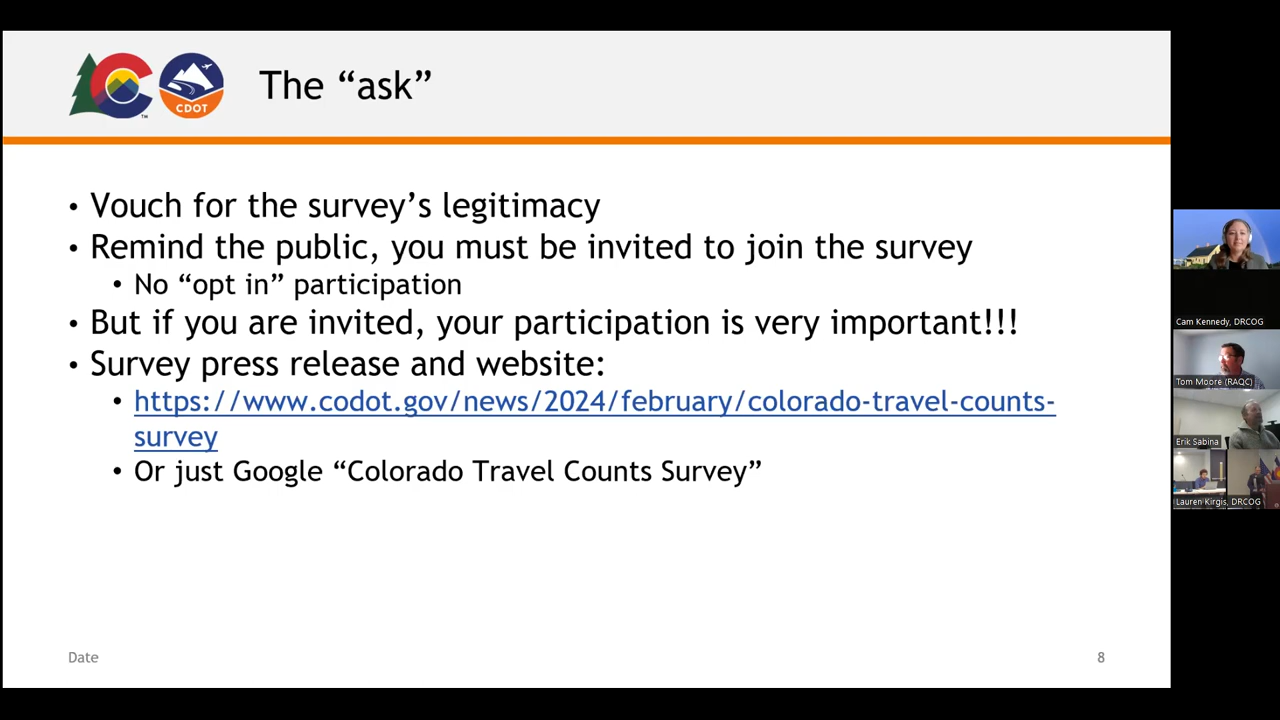 CDOT
TM
The “ask”
• Vouch for the survey’s legitimacy
• Remind the public, you must be invited to join the survey
• No “opt in” participation
• But if you are invited, your participation is very important!!!
• Survey press release and website:
• https://www.codot.gov/news/2024/february/colorado-travel-counts-
survey
• Or just Google “Colorado Travel Counts Survey”
Date
8
Cam Kennedy, DRCOG
Tom Moore (RAQC)
Erik Sabina
Lauren Kirgis, DRCOG